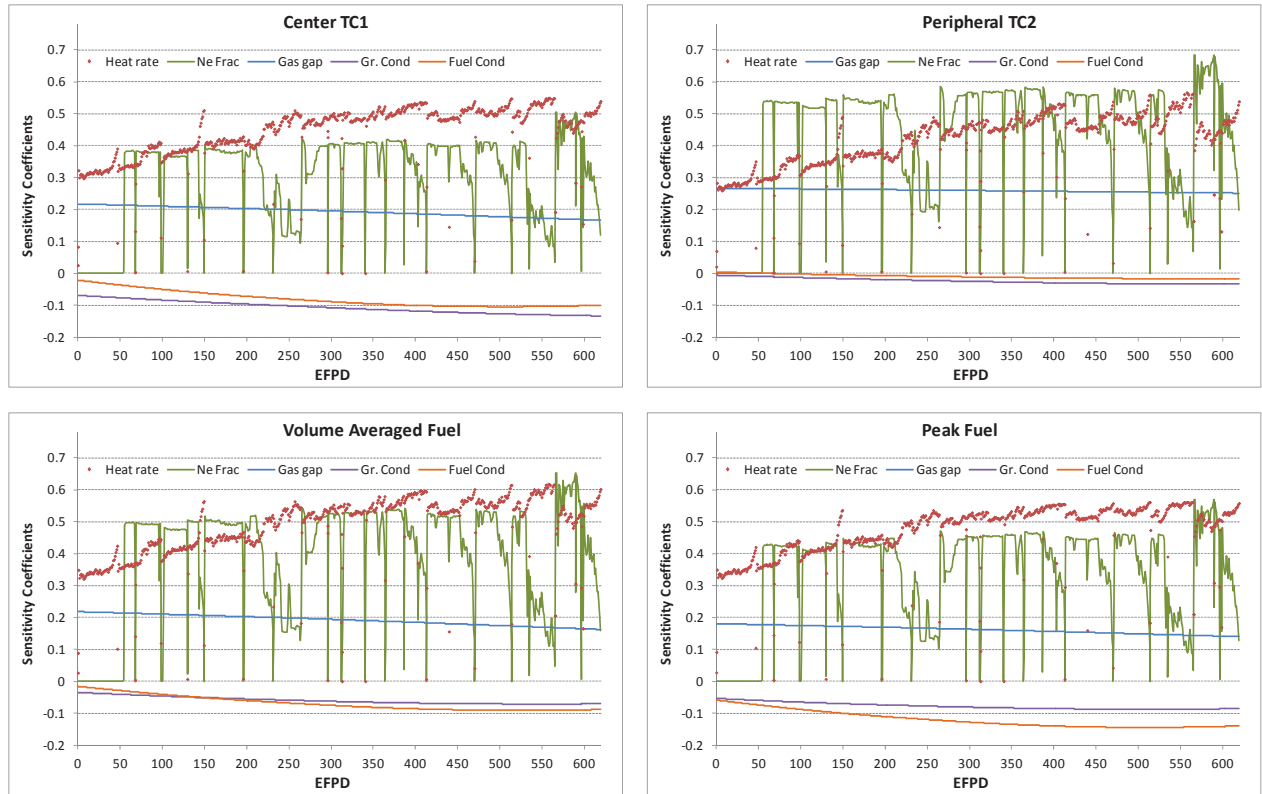 Center TC1
Heat rate Ne Frac Gas gap Gr. Cond Fuel Cond
Sensitivity Coefficients
0.7
0.6
0.5
0.4
0.3
0.2
0.1
0
-0.1
-0.2
0 50 100 150 200 250 300 350 400 450 500 550 600
EFPD
Peripheral TC2
Heat rate Gas gap Ne Frac Gr. Cond Fuel Cond
Sensitivity Coefficients
0.7
0.6
0.5
0.4
0.3
0.2
0.1
0
-0.1
-0.2
0 50 100 150 200 250 300 350 400 450 500 550 600
EFPD
Volume Averaged Fuel
Heat rate Ne Frac Gas gap Gr. Cond Fuel Cond
Sensitivity Coefficients
0.7
0.6
0.5
0.4
0.3
0.2
0.1
0
-0.1
-0.2
0 50 100 150 200 250 300 350 400 450 500 550 600
EFPD
Peak Fuel
Heat rate Ne Frac Gas gap Gr. Cond Fuel Cond
Sensitivity Coefficients
0.7
0.6
0.5
0.4
0.3
0.2
0.1
0
-0.1
-0.2
0 50 100 150 200 250 300 350 400 450 500 550 600
EFPD